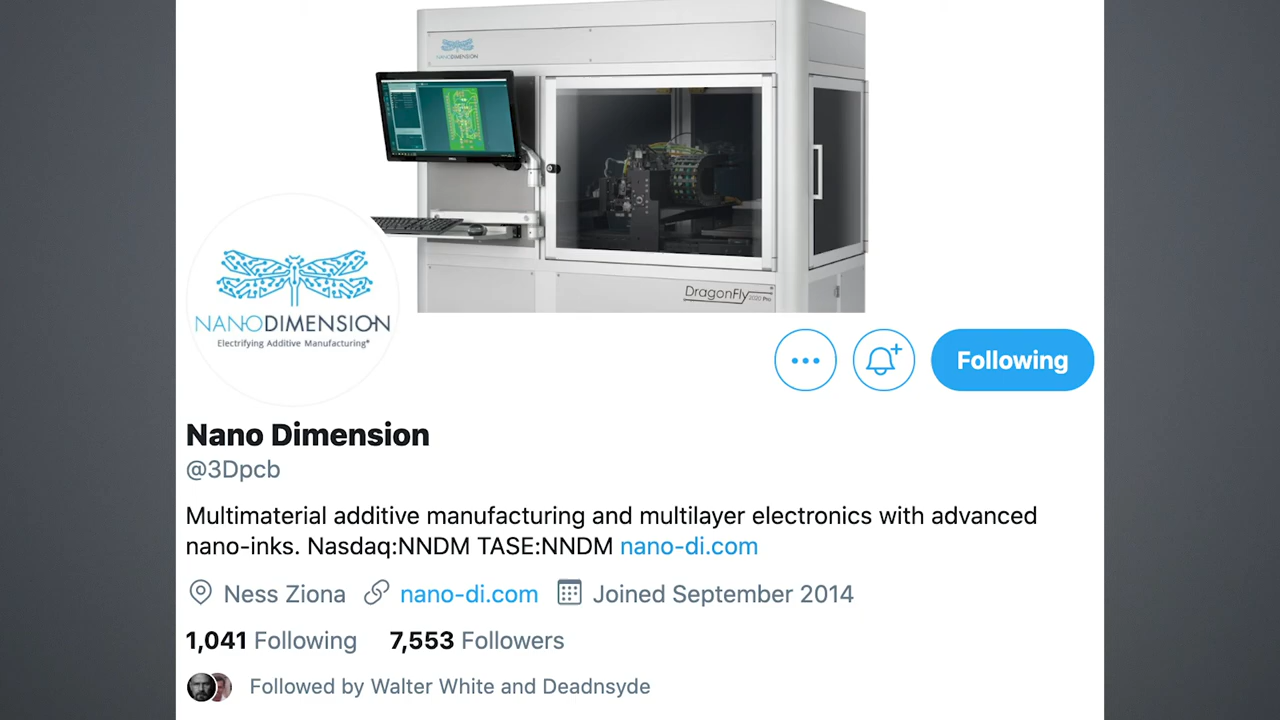 NANODIMENSION
DragonFly 2020 Pro
NANODIMENSION
Electrifying Additive Manufacturing®
Following
Nano Dimension
@3Dpcb
Multimaterial additive manufacturing and multilayer electronics with advanced
nano-inks. Nasdaq:NNDM TASE:NNDM nano-di.com
Ness Ziona nano-di.com Joined September 2014
1,041 Following 7,553 Followers
Followed by Walter White and Deadnsyde